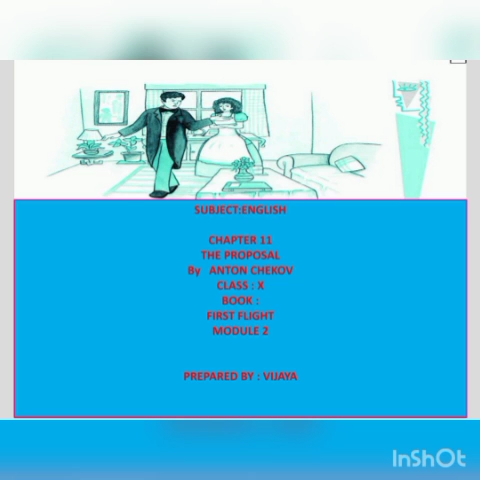 SUBJECT:ENGLISH
CHAPTER 11
THE PROPOSAL
By ANTON CHEKOV
CLASS : X
BOOK :
FIRST FLIGHT
MODULE 2
PREPARED BY : VIJAYA
InShOt